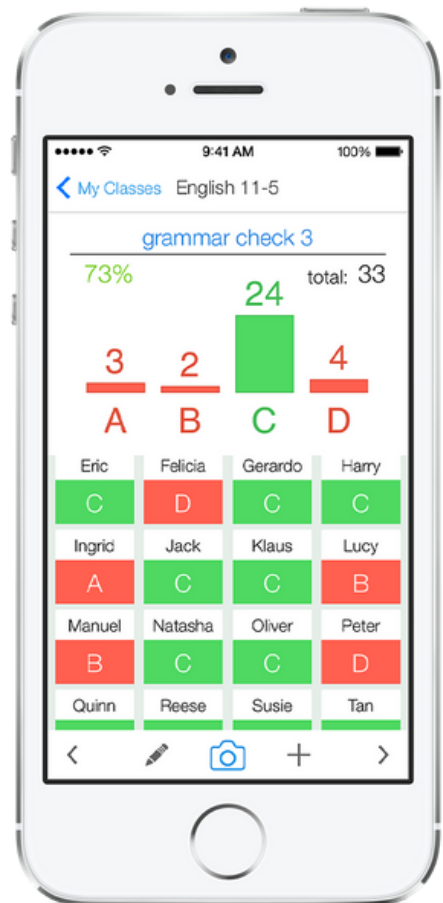 9:41 AM 100%
My Classes English 11-5
grammar check 3
73% total: 33
24
3 2 4
A B C D
Eric Felicia Gerardo Harry
C D C C
Ingrid Jack Klaus Lucy
A C C B
Manuel Natasha Oliver Peter
B C C D
Quinn Reese Susie Tan